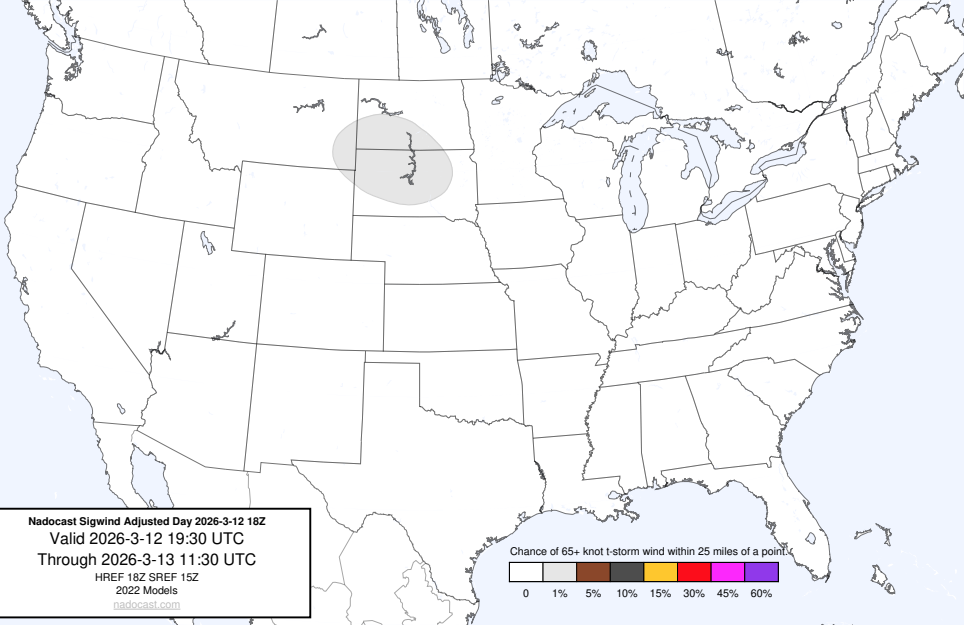 Nadocast Sigwind Adjusted Day 2026-3-12 18Z
Valid 2026-3-12 19:30 UTC
Through 2026-3-13 11:30 UTC
HREF 18Z SREF 15Z
2022 Models
nadocast.com
Chance of 65+ knot t-storm wind within 25 miles of a point.
0 1% 5% 10% 15% 30% 45% 60%